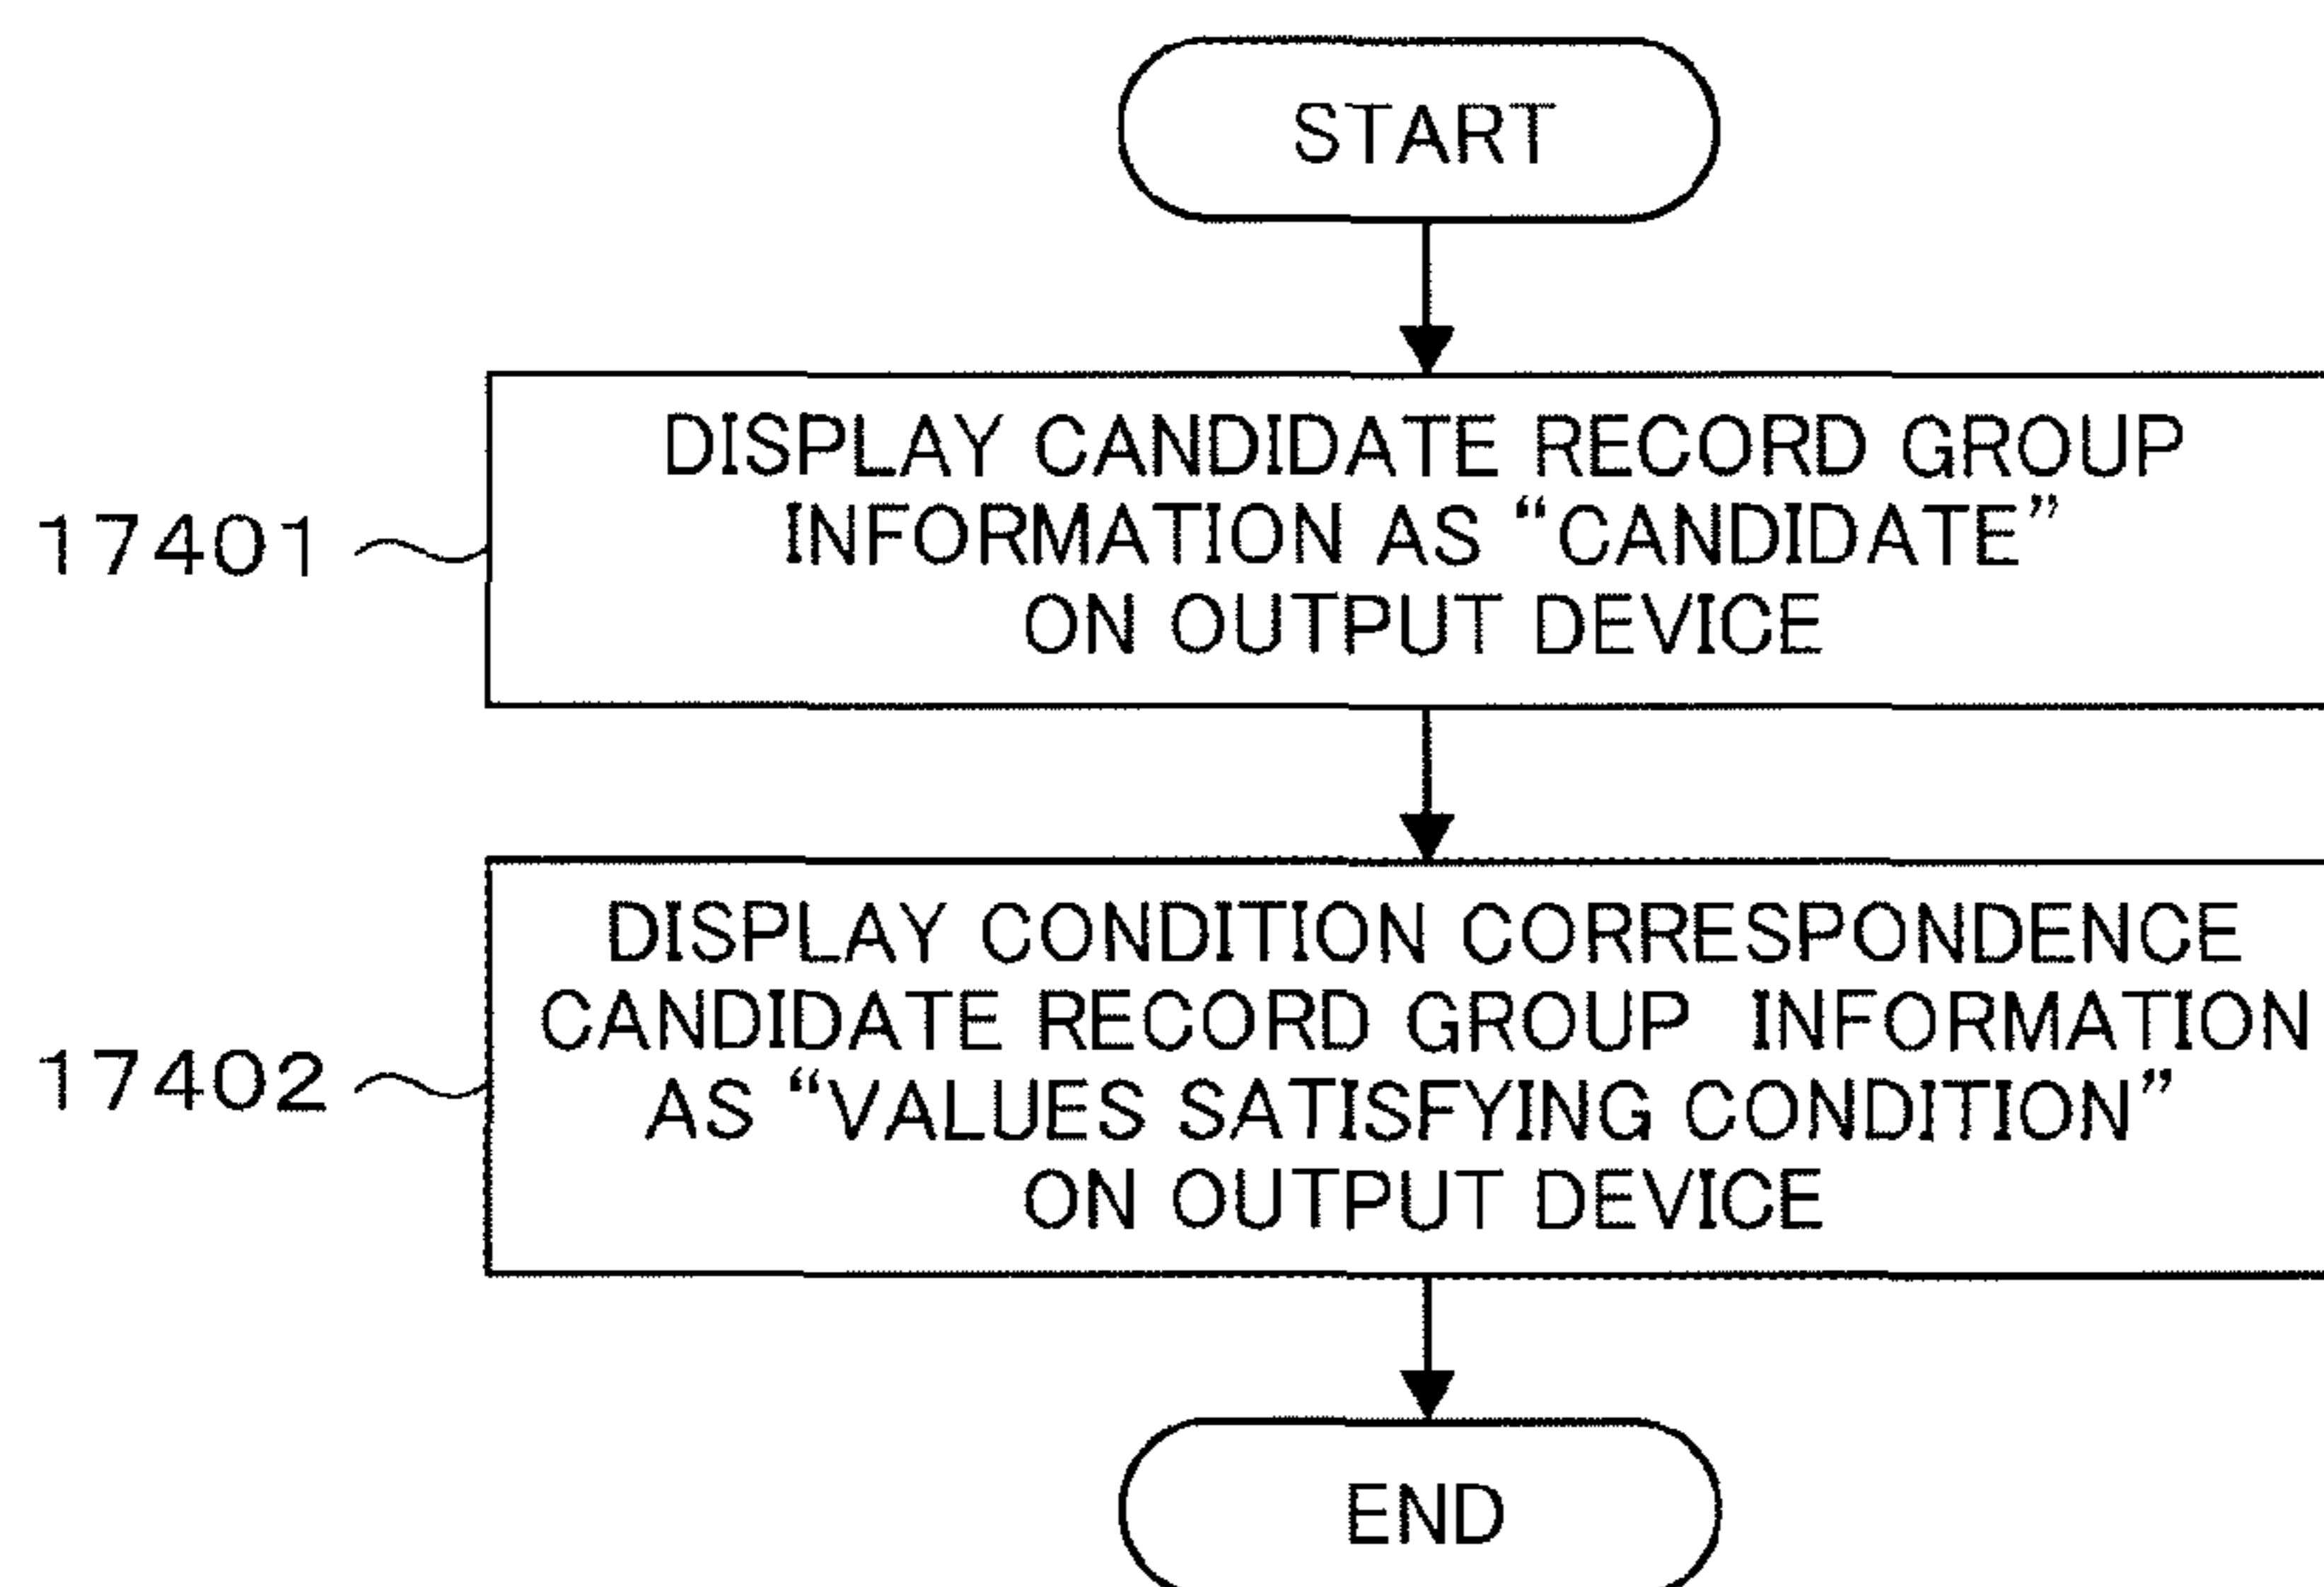 START
17401
DISPLAY CANDIDATE RECORD GROUP
INFORMATION AS “CANDIDATE”
ON OUTPUT DEVICE
17402
DISPLAY CONDITION CORRESPONDENCE
CANDIDATE RECORD GROUP INFORMATION
AS “VALUES SATISFYING CONDITION”
ON OUTPUT DEVICE
END